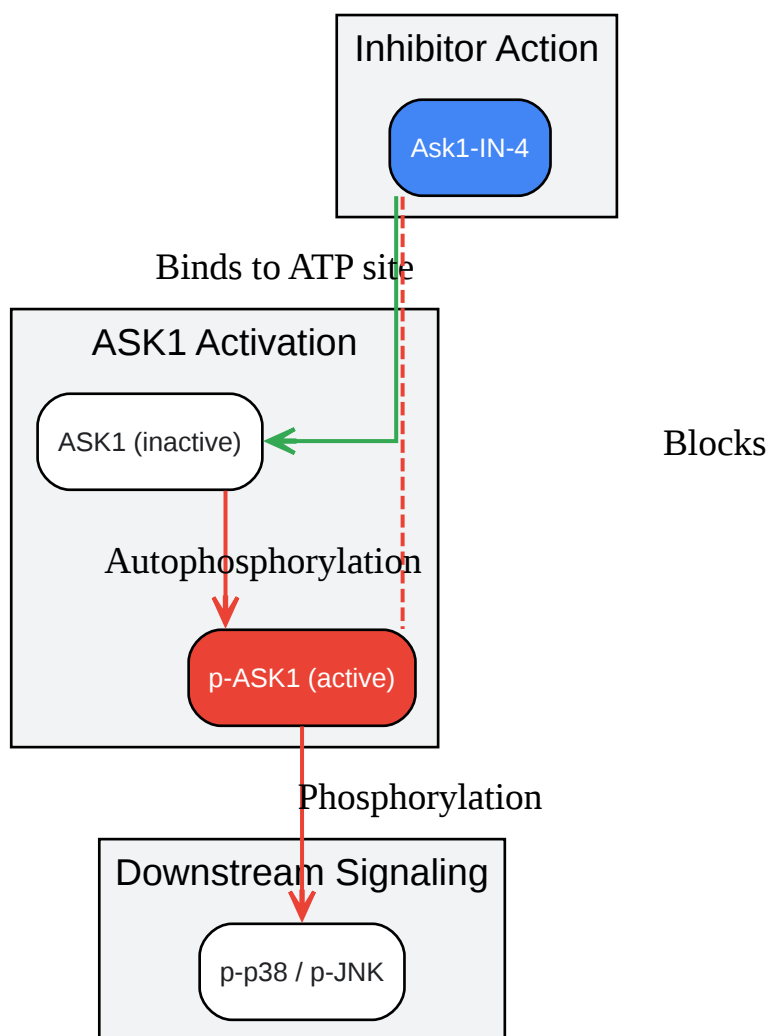 Inhibitor Action
Ask1-IN-4
Binds to ATP site
ASK1 Activation
ASK1 (inactive)
Blocks
Autophosphorylation
p-ASK1 (active)
Phosphorylation
Downstream Signaling
p-p38 / p-JNK